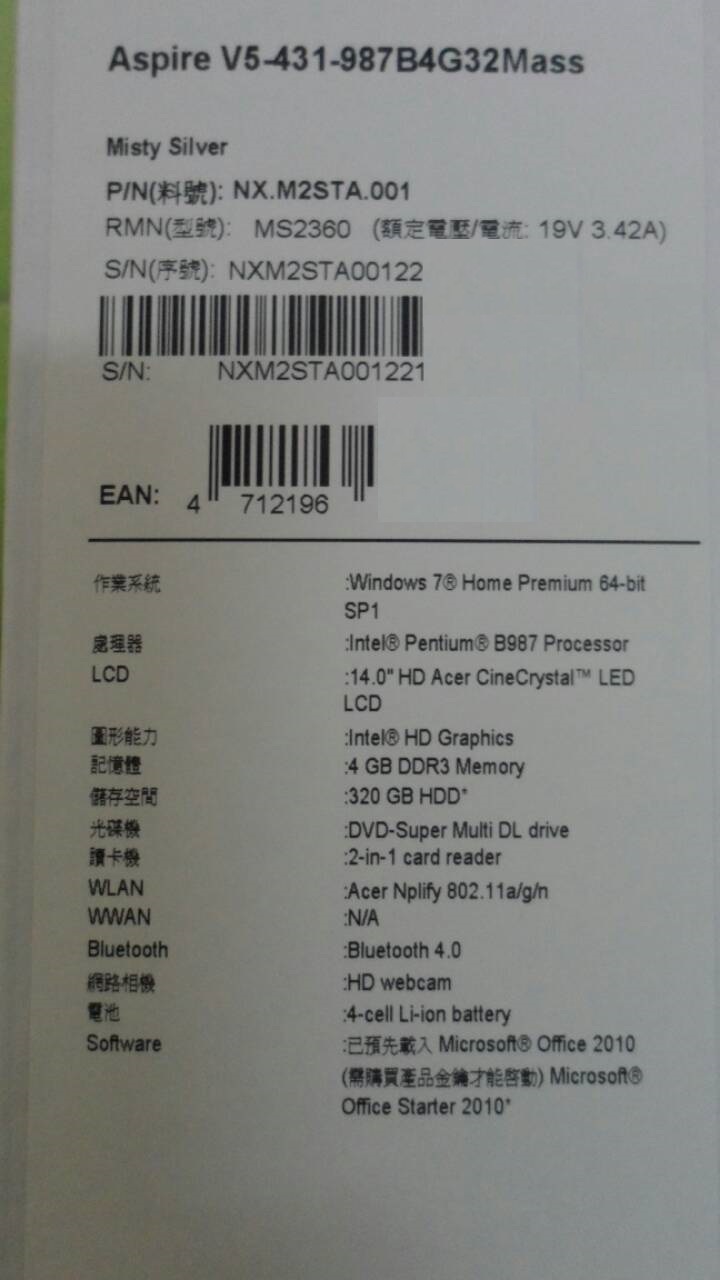 Aspire V5-431-987B4G32Mass
Misty Silver
P/N(料號): NX.M2STA.001
RMN(型號): MS2360 (額定電壓/電流: 19V 3.42A)
S/N(序號): NXM2STA00122
S/N: NXM2STA001221
EAN: 4 712196
作業系統 :Windows 7® Home Premium 64-bit
SP1
處理器 :Intel® Pentium® B987 Processor
LCD :14.0" HD Acer CineCrystal™ LED
LCD
圖形能力 :Intel® HD Graphics
記憶體 :4 GB DDR3 Memory
儲存空間 :320 GB HDD*
光碟機 :DVD-Super Multi DL drive
讀卡機 :2-in-1 card reader
WLAN :Acer Nplify 802.11a/g/n
WWAN :N/A
Bluetooth :Bluetooth 4.0
網路相機 :HD webcam
電池 :4-cell Li-ion battery
Software :已預先載入 Microsoft® Office 2010
(需購買產品金鑰才能啟動) Microsoft®
Office Starter 2010*